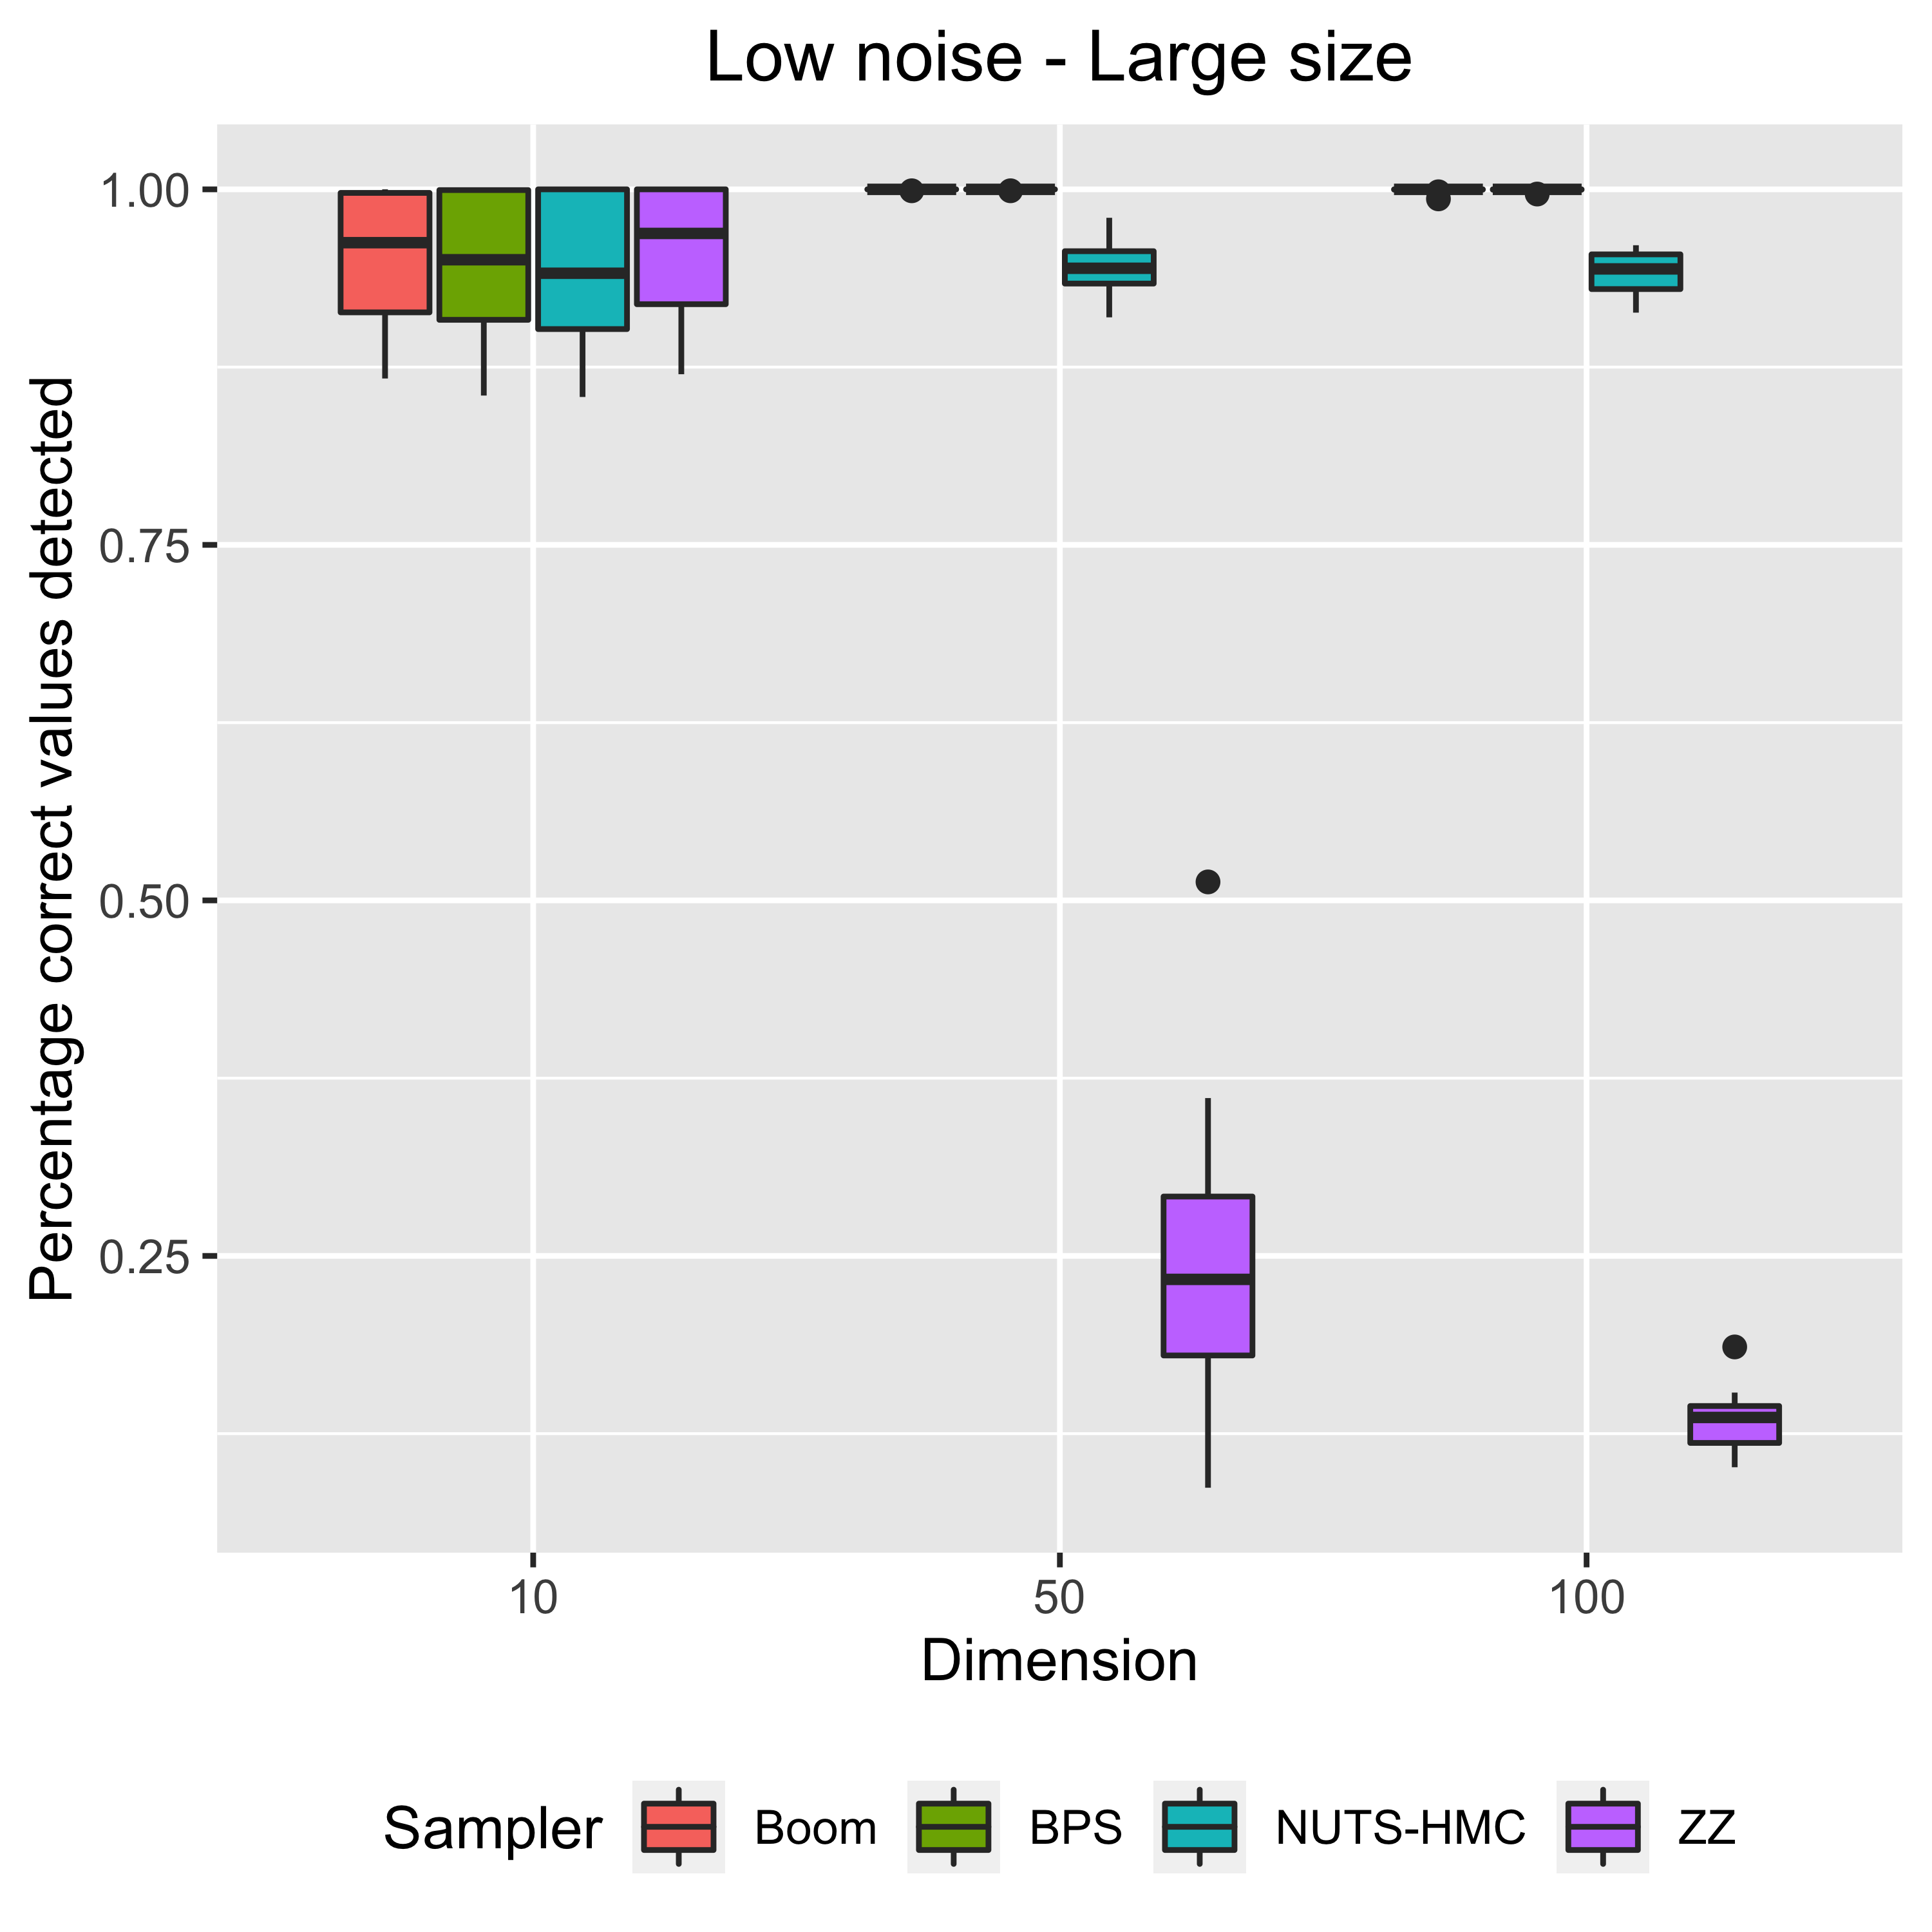 Low noise - Large size
Percentage correct values detected
1.00
0.75
0.50
0.25
10 50 100
Dimension
Sampler Boom BPS NUTS-HMC ZZ